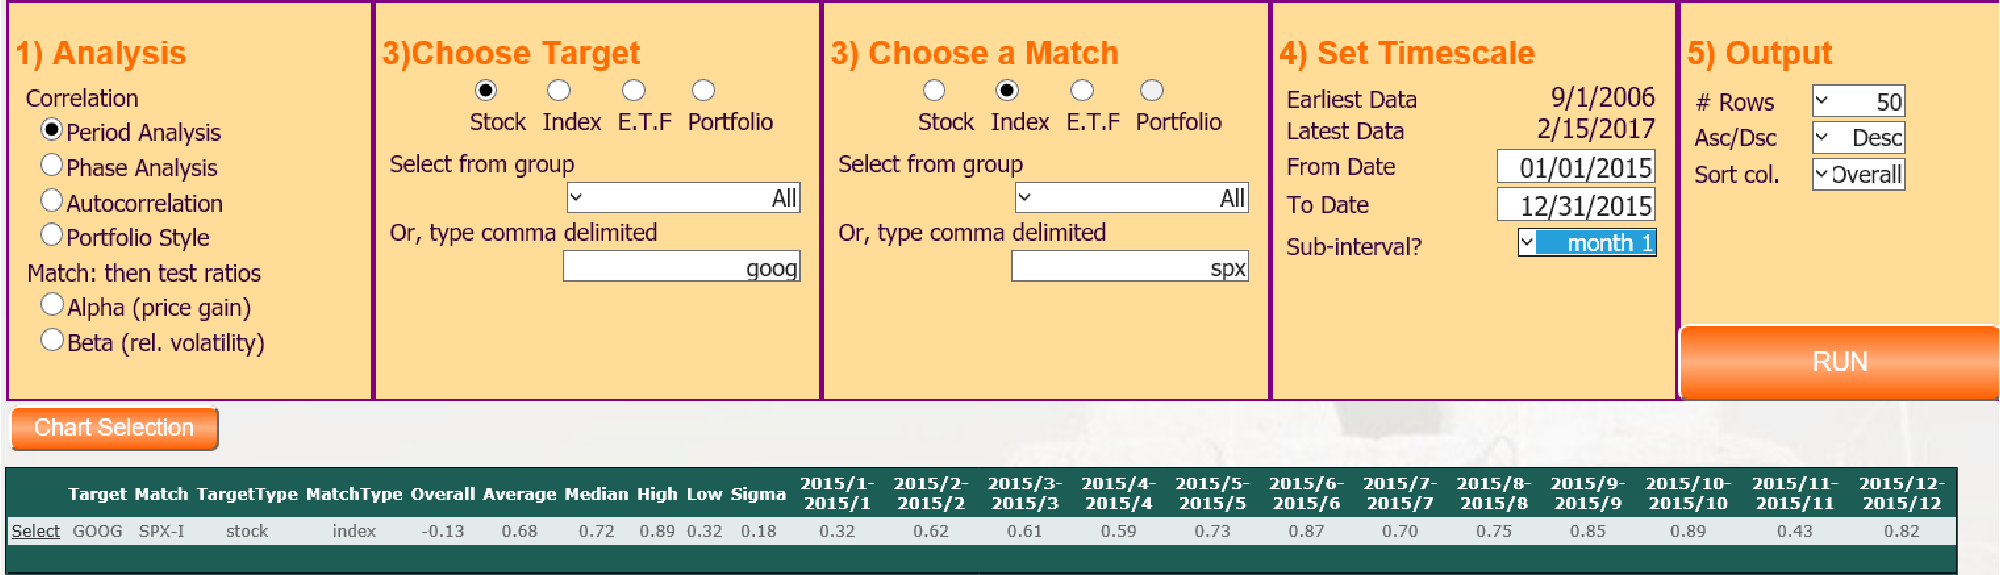 1) Analysis
Correlation
Period Analysis
Phase Analysis
Autocorrelation
Portfolio Style
Match: then test ratios
Alpha (price gain)
Beta (rel. volatility)
3)Choose Target
Stock Index E.T.F Portfolio
Select from group
All
Or, type comma delimited
goog
3) Choose a Match
Stock Index E.T.F Portfolio
Select from group
All
Or, type comma delimited
spx
4) Set Timescale
Earliest Data 9/1/2006
Latest Data 2/15/2017
From Date 01/01/2015
To Date 12/31/2015
Sub-interval? month 1
5) Output
# Rows 50
Asc/Dsc Desc
Sort col. Overall
RUN
Chart Selection
Target Match TargetType MatchType Overall Average Median High Low Sigma 2015/1-2015/1 2015/2-2015/2 2015/3-2015/3 2015/4-2015/4 2015/5-2015/5 2015/6-2015/6 2015/7-2015/7 2015/8-2015/8 2015/9-2015/9 2015/10-2015/10 2015/11-2015/11 2015/12-2015/12
Select GOOG SPX-I stock index -0.13 0.68 0.72 0.89 0.32 0.18 0.32 0.62 0.61 0.59 0.73 0.87 0.70 0.75 0.85 0.89 0.43 0.82